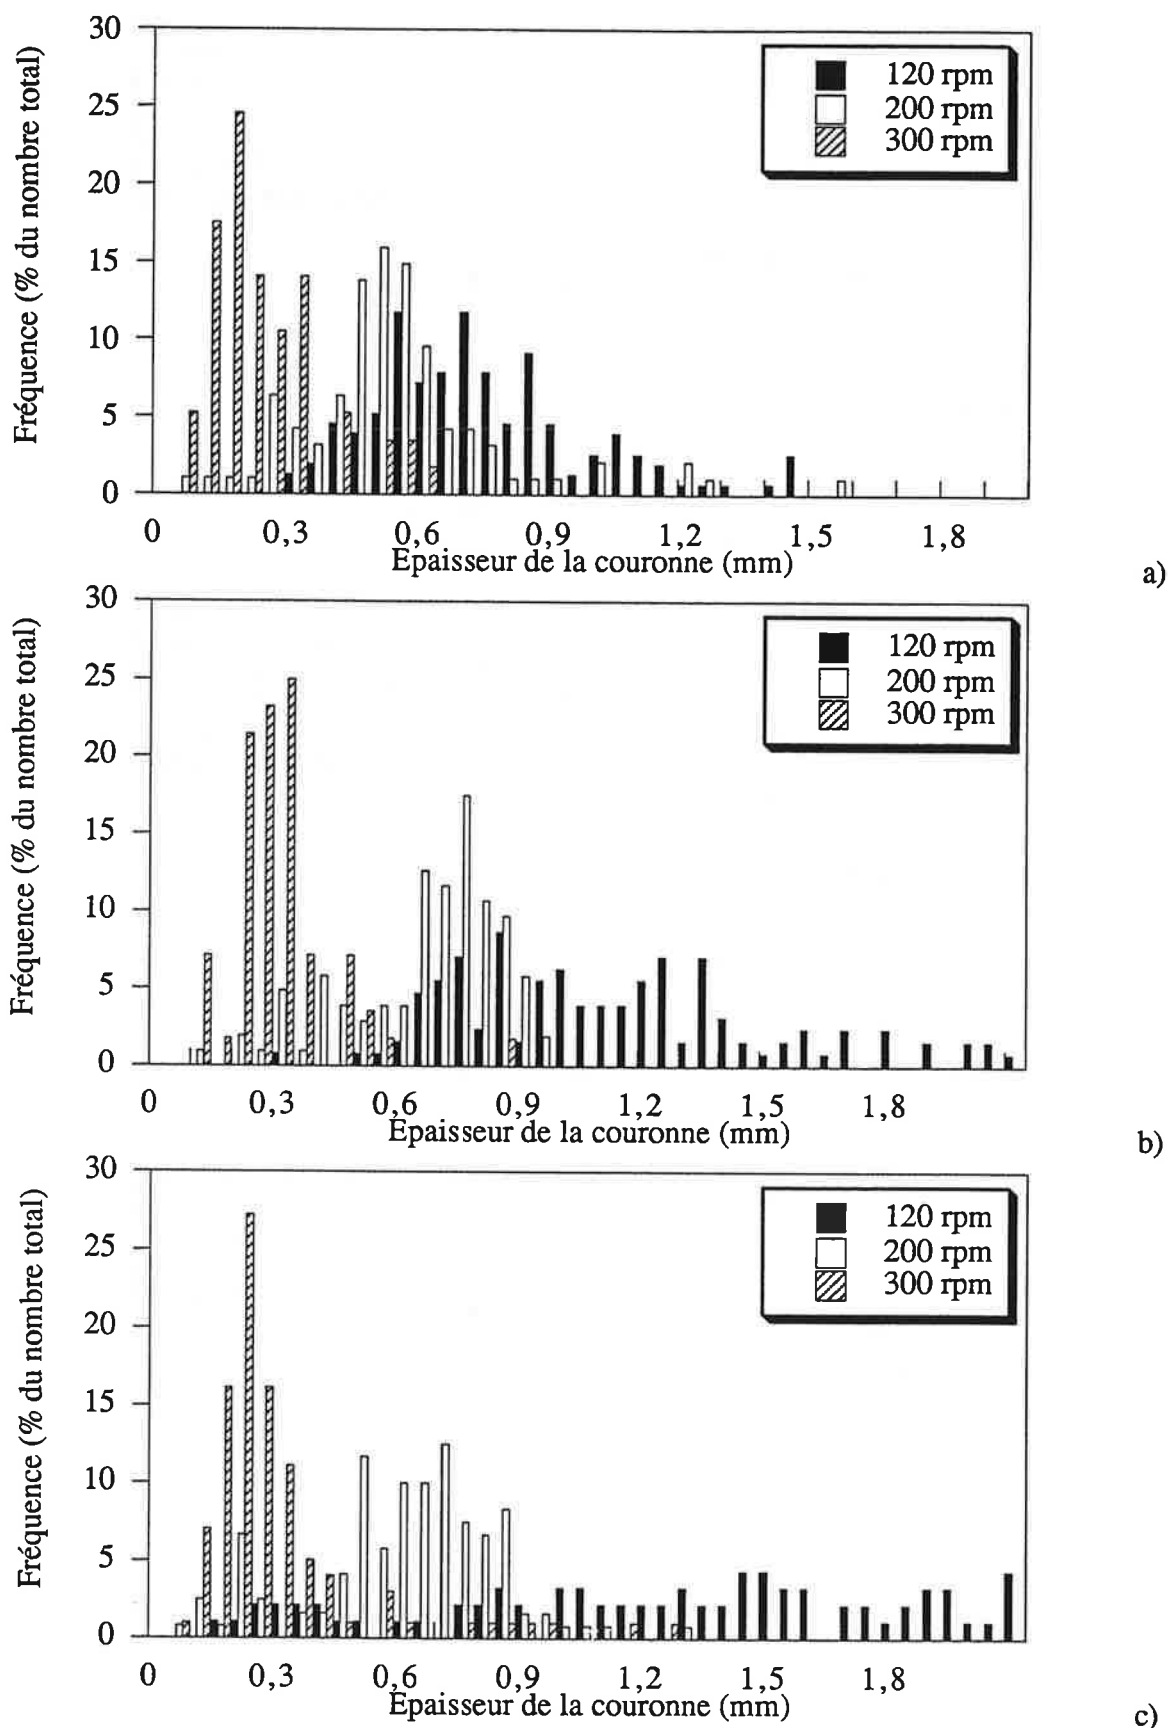 Fréquence (% du nombre total)
30
25
20
15
10
5
0
120 rpm
200 rpm
300 rpm
0 0,3 0,6 0,9 1,2 1,5 1,8
Epaisseur de la couronne (mm)
a)
Fréquence (% du nombre total)
30
25
20
15
10
5
0
120 rpm
200 rpm
300 rpm
0 0,3 0,6 0,9 1,2 1,5 1,8
Epaisseur de la couronne (mm)
b)
Fréquence (% du nombre total)
30
25
20
15
10
5
0
120 rpm
200 rpm
300 rpm
0 0,3 0,6 0,9 1,2 1,5 1,8
Epaisseur de la couronne (mm)
c)